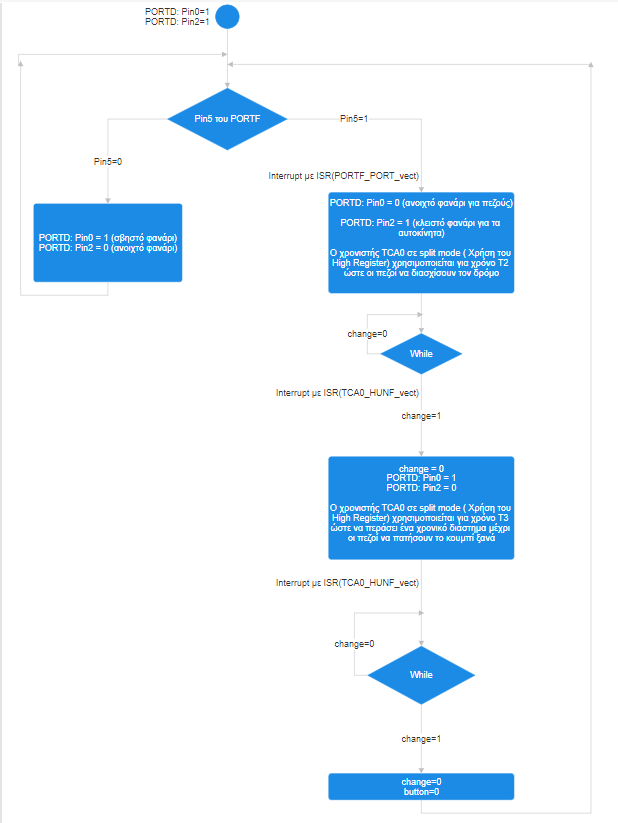 PORTD: Pin0=1
PORTD: Pin2=1
Pin5 του PORTF
Pin5=1
Pin5=0
Interrupt με ISR(PORTF_PORT_vect)
PORTD: Pin0 = 1 (σβηστό φανάρι)
PORTD: Pin2 = 0 (ανοιχτό φανάρι)
PORTD: Pin0 = 0 (ανοιχτό φανάρι για πεζούς)
PORTD: Pin2 = 1 (κλειστό φανάρι για τα
αυτοκίνητα)
Ο χρονιστής TCA0 σε split mode ( Χρήση του
High Register) χρησιμοποιείται για χρόνο T2
ώστε οι πεζοί να διασχίσουν τον δρόμο
change=0
While
Interrupt με ISR(TCA0_HUNF_vect)
change=1
change = 0
PORTD: Pin0 = 1
PORTD: Pin2 = 0
Ο χρονιστής TCA0 σε split mode ( Χρήση του
High Register) χρησιμοποιείται για χρόνο T3
ώστε να περάσει ένα χρονικό διάστημα μέχρι
οι πεζοί να πατήσουν το κουμπί ξανά
Interrupt με ISR(TCA0_HUNF_vect)
change=0
While
change=1
change=0
button=0